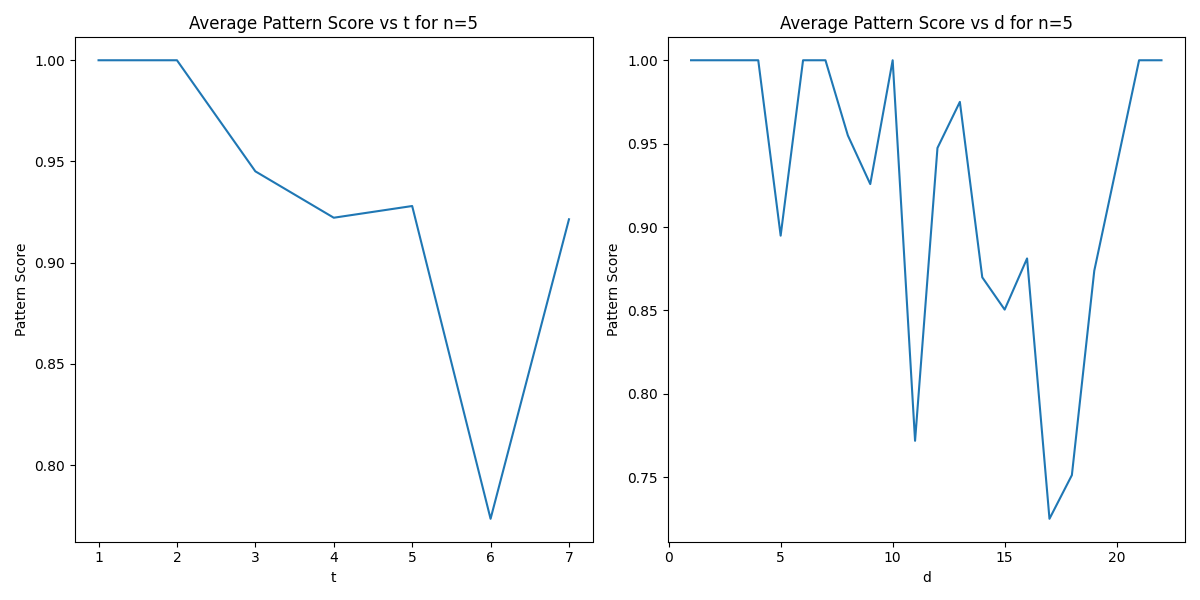 Average Pattern Score vs t for n=5
Pattern Score
1.00
0.95
0.90
0.85
0.80
1 2 3 4 5 6 7
t
Average Pattern Score vs d for n=5
Pattern Score
1.00
0.95
0.90
0.85
0.80
0.75
0 5 10 15 20
d